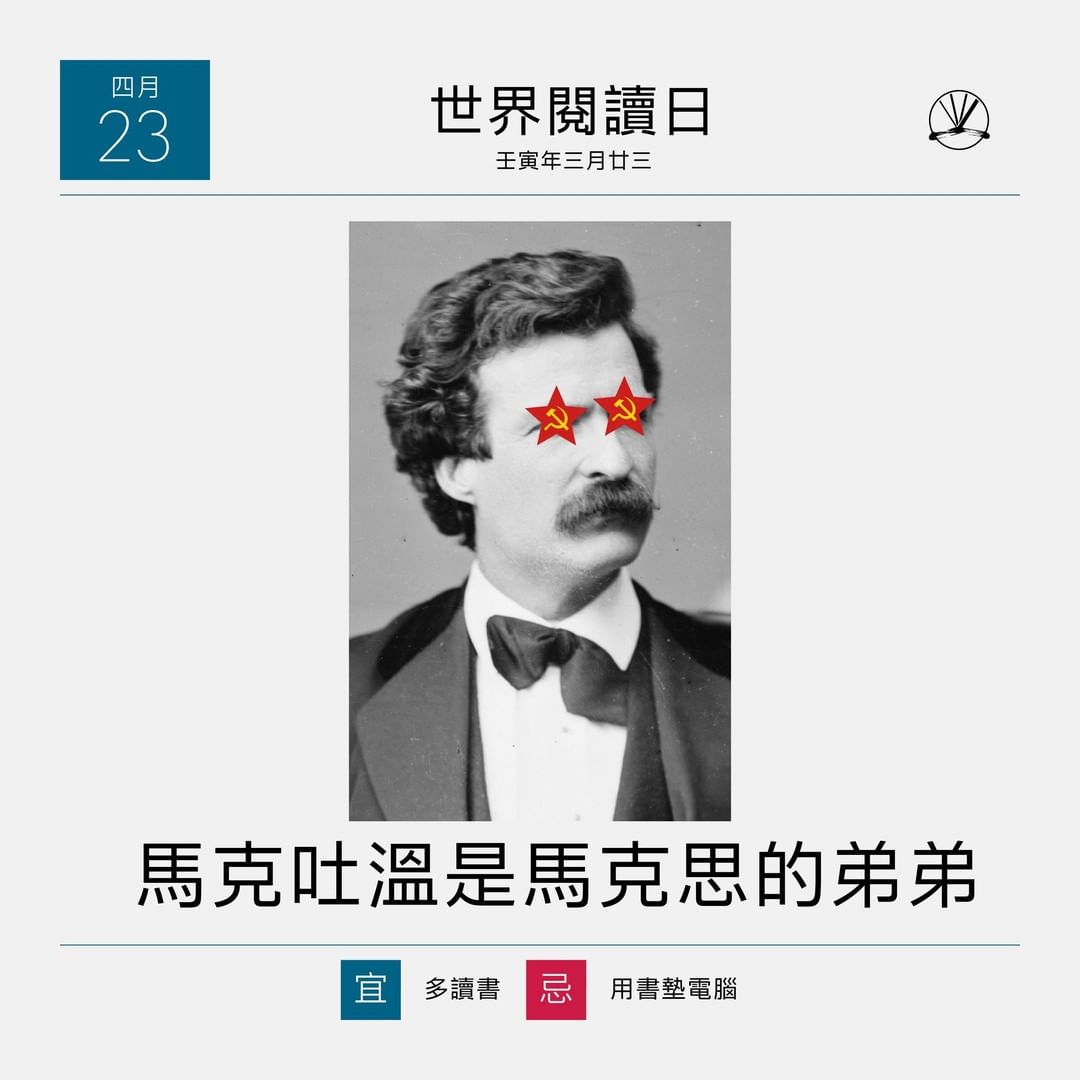 四月
23
世界閱讀日
壬寅年三月廿三
馬克吐溫是馬克思的弟弟
宜 多讀書 忌 用書墊電腦